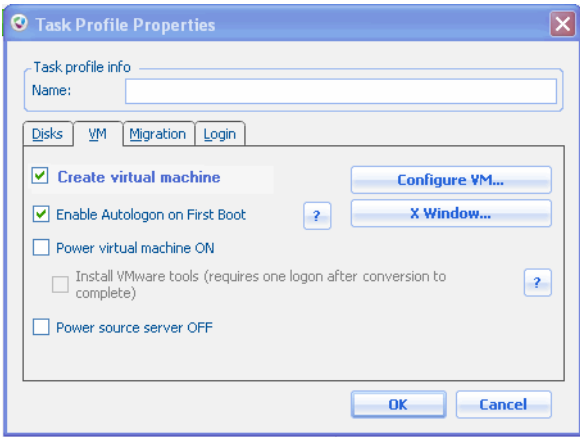 Task Profile Properties
Task profile info
Name:
Disks VM Migration Login
Create virtual machine Configure VM...
Enable Autologon on First Boot ? X Window...
Power virtual machine ON
Install VMware tools (requires one logon after conversion to
complete) ?
Power source server OFF
OK Cancel